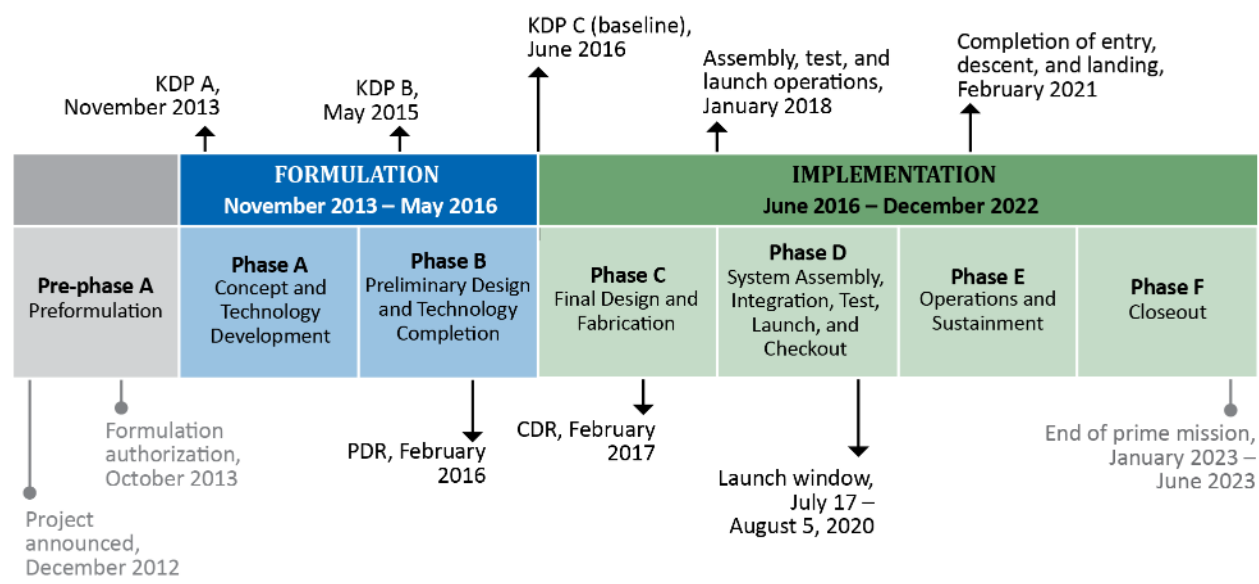 KDP A,
November 2013
KDP B,
May 2015
KDP C (baseline),
June 2016
Assembly, test, and
launch operations,
January 2018
Completion of entry,
descent, and landing,
February 2021
FORMULATION
November 2013 – May 2016
IMPLEMENTATION
June 2016 – December 2022
Pre-phase A
Preformulation
Phase A
Concept and
Technology
Development
Phase B
Preliminary Design
and Technology
Completion
Phase C
Final Design and
Fabrication
Phase D
System Assembly,
Integration, Test,
Launch, and
Checkout
Phase E
Operations and
Sustainment
Phase F
Closeout
Project
announced,
December 2012
Formulation
authorization,
October 2013
PDR, February
2016
CDR, February
2017
Launch window,
July 17 –
August 5, 2020
End of prime mission,
January 2023 –
June 2023